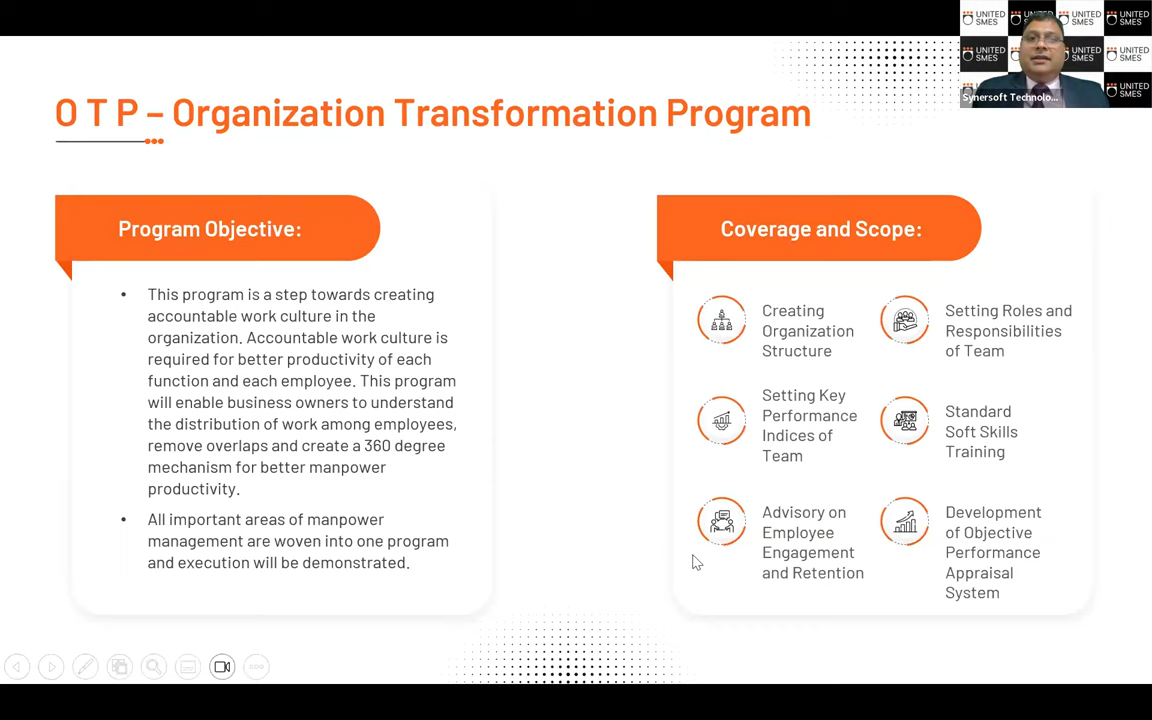 UNITED
SMES
UNITED
SMES
UNITED
SMES
UNITED
SMES
UNITED
SMES
UNITED
SMES
Synersoft Technolo...
O T P – Organization Transformation Program
Program Objective:
• This program is a step towards creating
accountable work culture in the
organization. Accountable work culture is
required for better productivity of each
function and each employee. This program
will enable business owners to understand
the distribution of work among employees,
remove overlaps and create a 360 degree
mechanism for better manpower
productivity.
• All important areas of manpower
management are woven into one program
and execution will be demonstrated.
Coverage and Scope:
Creating
Organization
Structure
Setting Roles and
Responsibilities
of Team
Setting Key
Performance
Indices of
Team
Standard
Soft Skills
Training
Advisory on
Employee
Engagement
and Retention
Development
of Objective
Performance
Appraisal
System